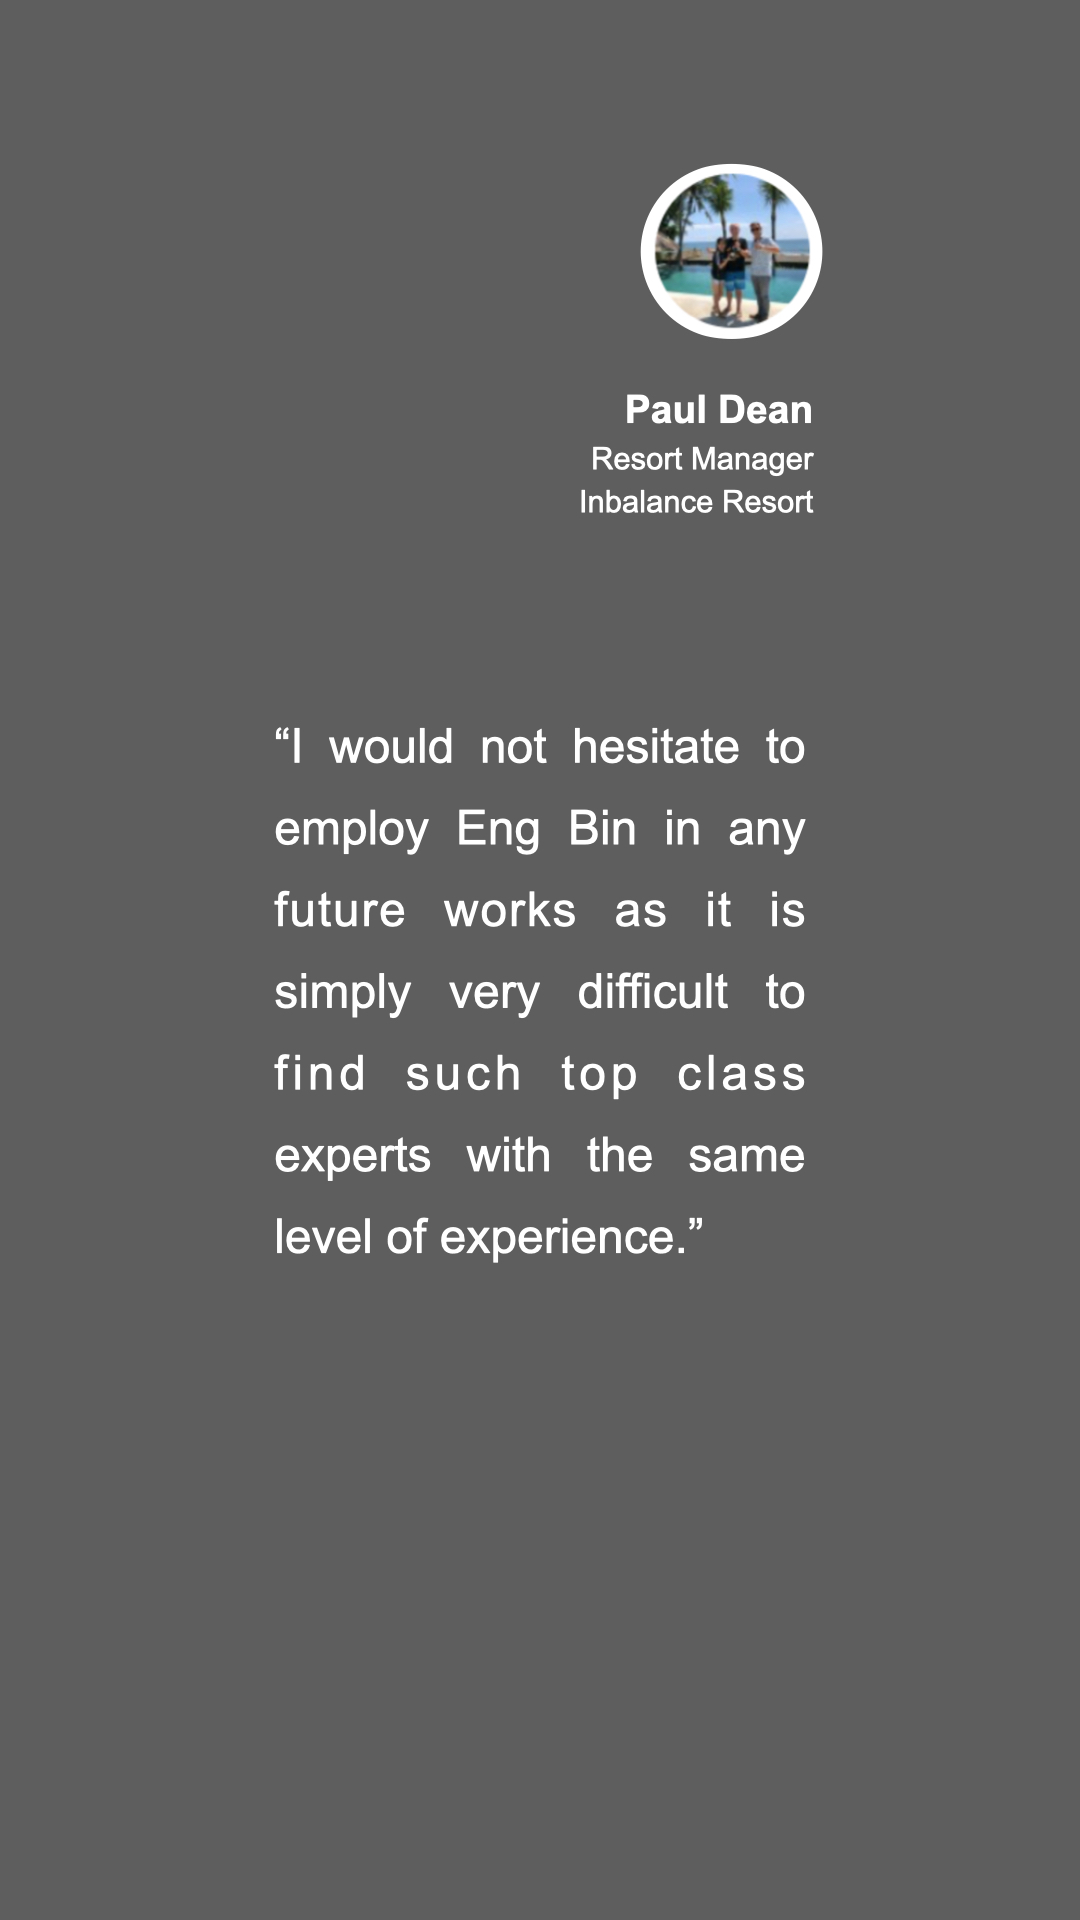 Paul Dean
Resort Manager
Inbalance Resort
“I would not hesitate to
employ Eng Bin in any
future works as it is
simply very difficult to
find such top class
experts with the same
level of experience.”